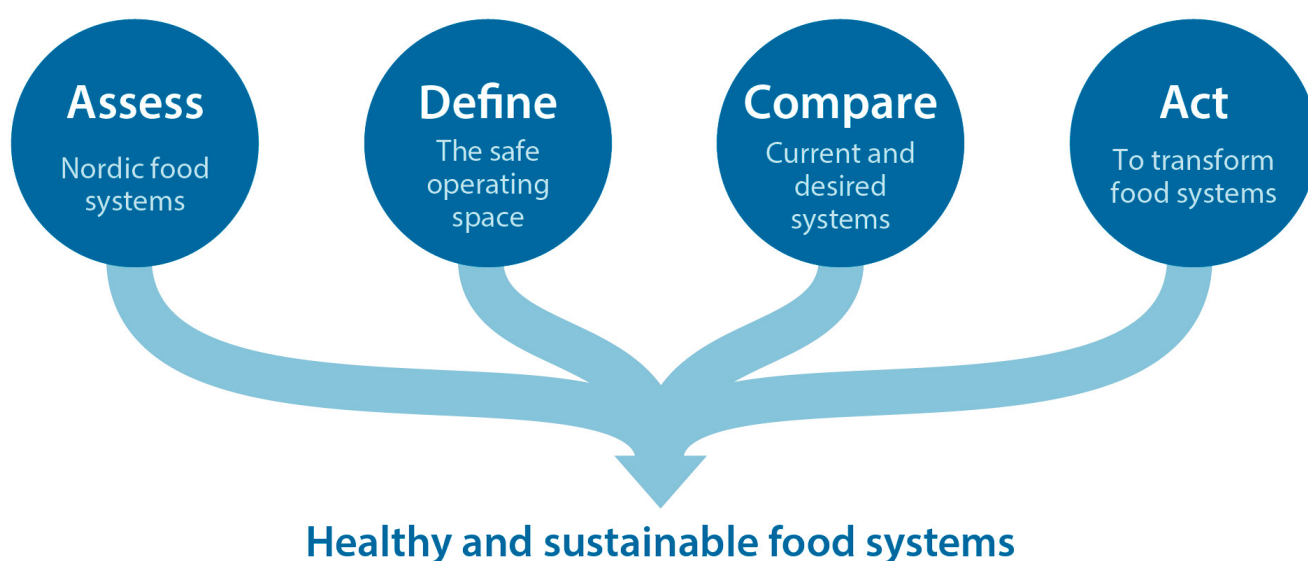 Assess
Nordic food
systems
Define
The safe
operating
space
Compare
Current and
desired
systems
Act
To transform
food systems
Healthy and sustainable food systems